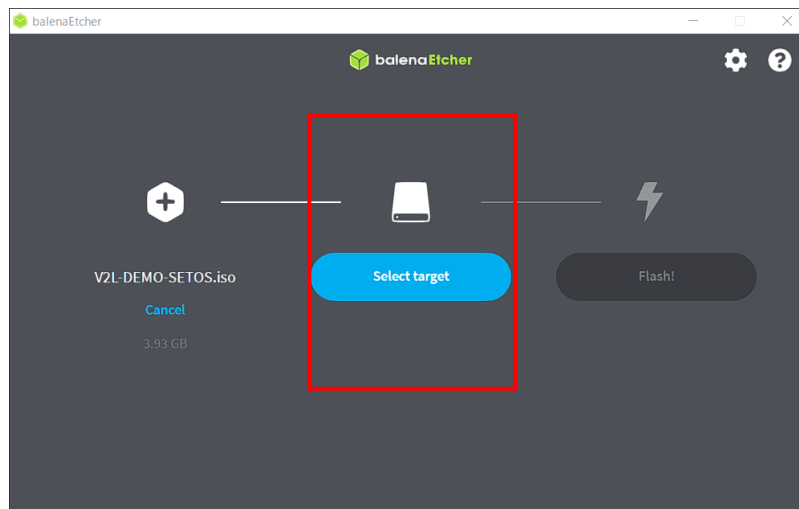 balenaEtcher
balenaEtcher
V2L-DEMO-SETOS.iso
Cancel
3.93 GB
Select target
Flash!